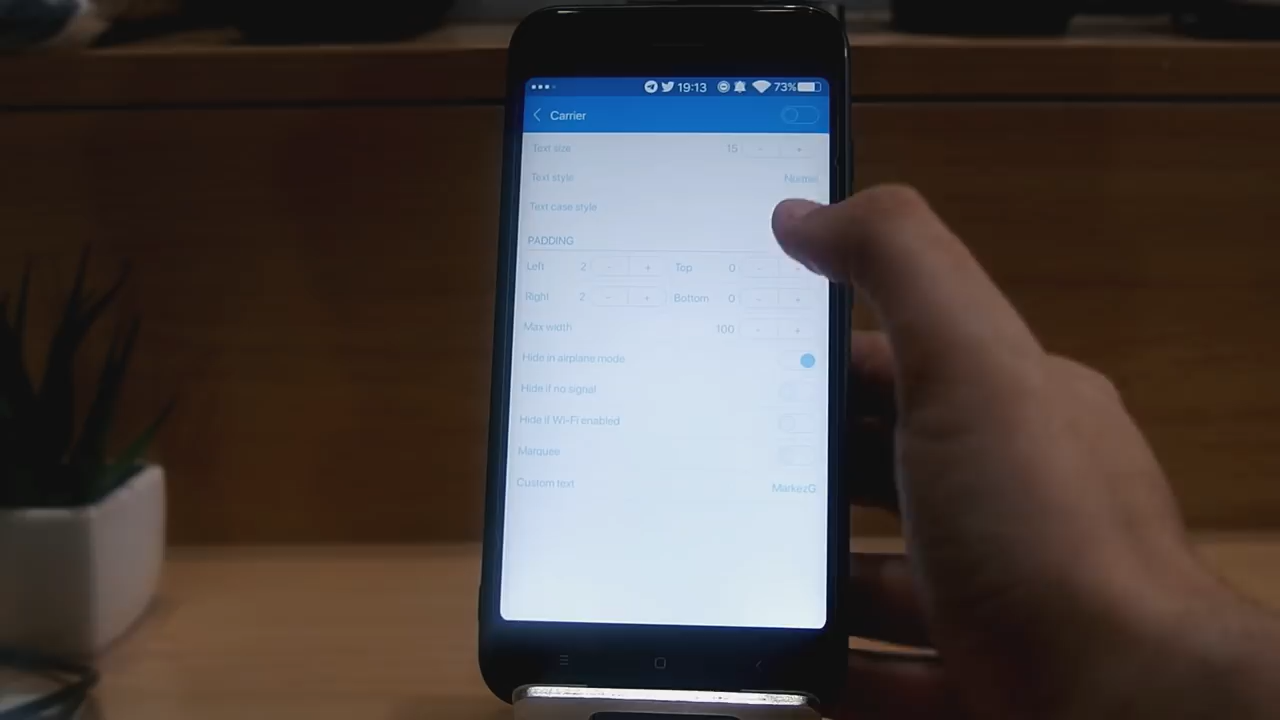 19:13 73%
Carrier
Text size 15 - +
Text style Normal
Text case style
PADDING
Left 2 - + Top 0 - +
Right 2 - + Bottom 0 - +
Max width 100 - +
Hide in airplane mode
Hide if no signal
Hide if Wi-Fi enabled
Marquee
Custom text MarkezG